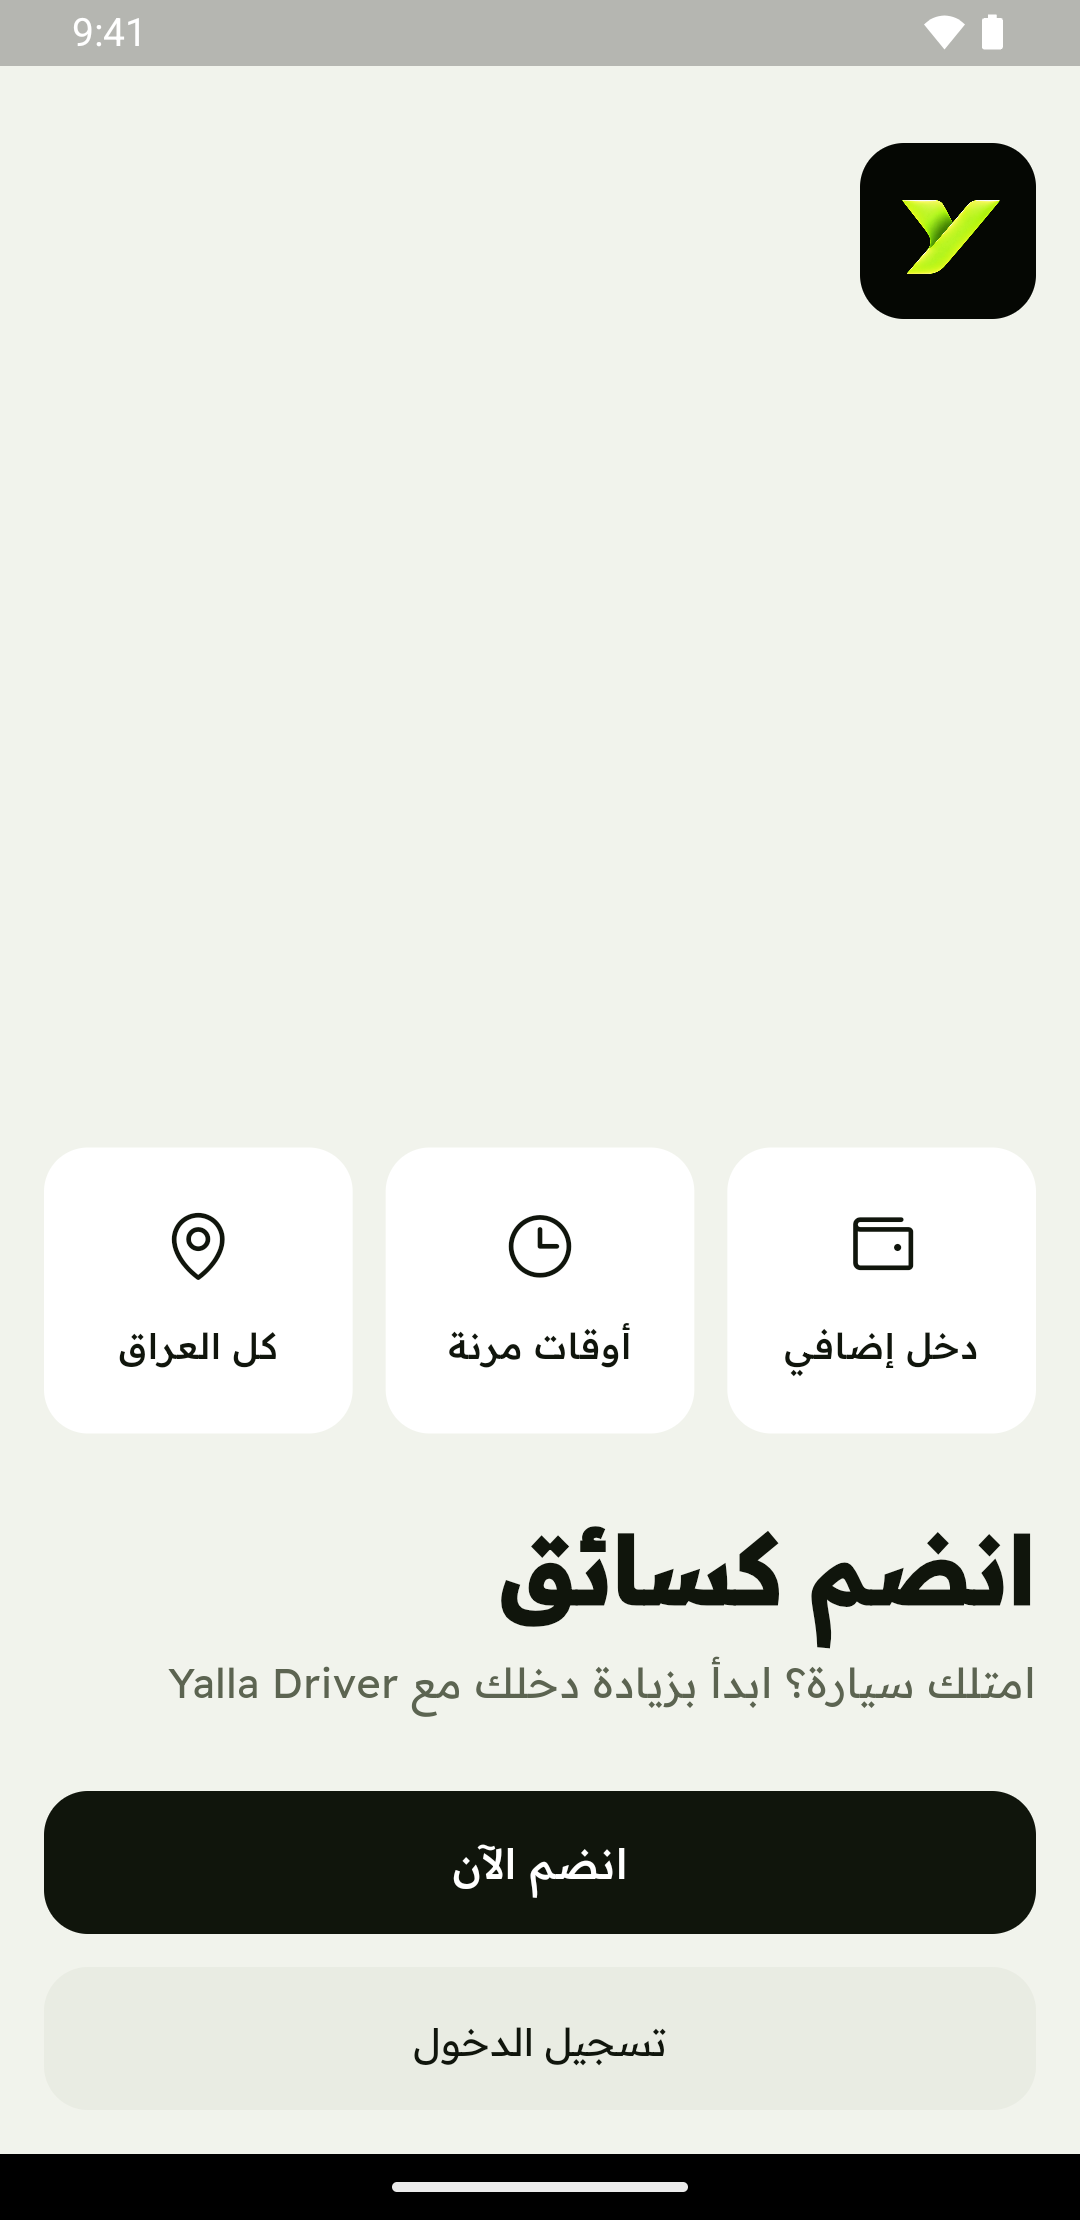 9:41
دخل إضافي
أوقات مرنة
كل العراق
انضم كسائق
امتلك سيارة؟ ابدأ بزيادة دخلك مع Yalla Driver
انضم الآن
تسجيل الدخول